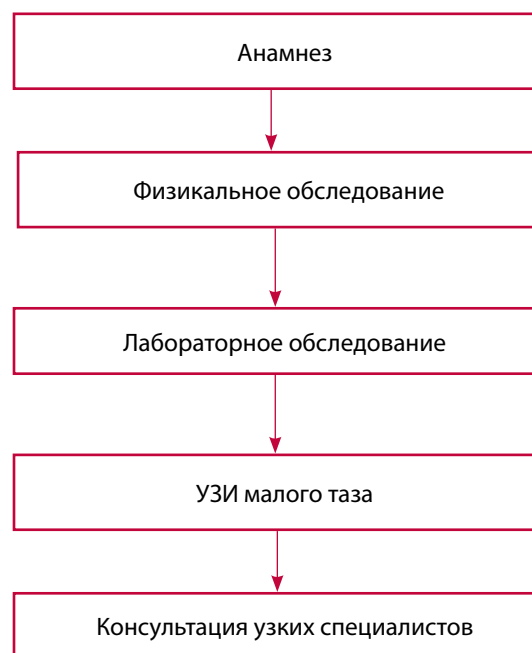 Анамнез
Физикальное обследование
Лабораторное обследование
УЗИ малого таза
Консультация узких специалистов